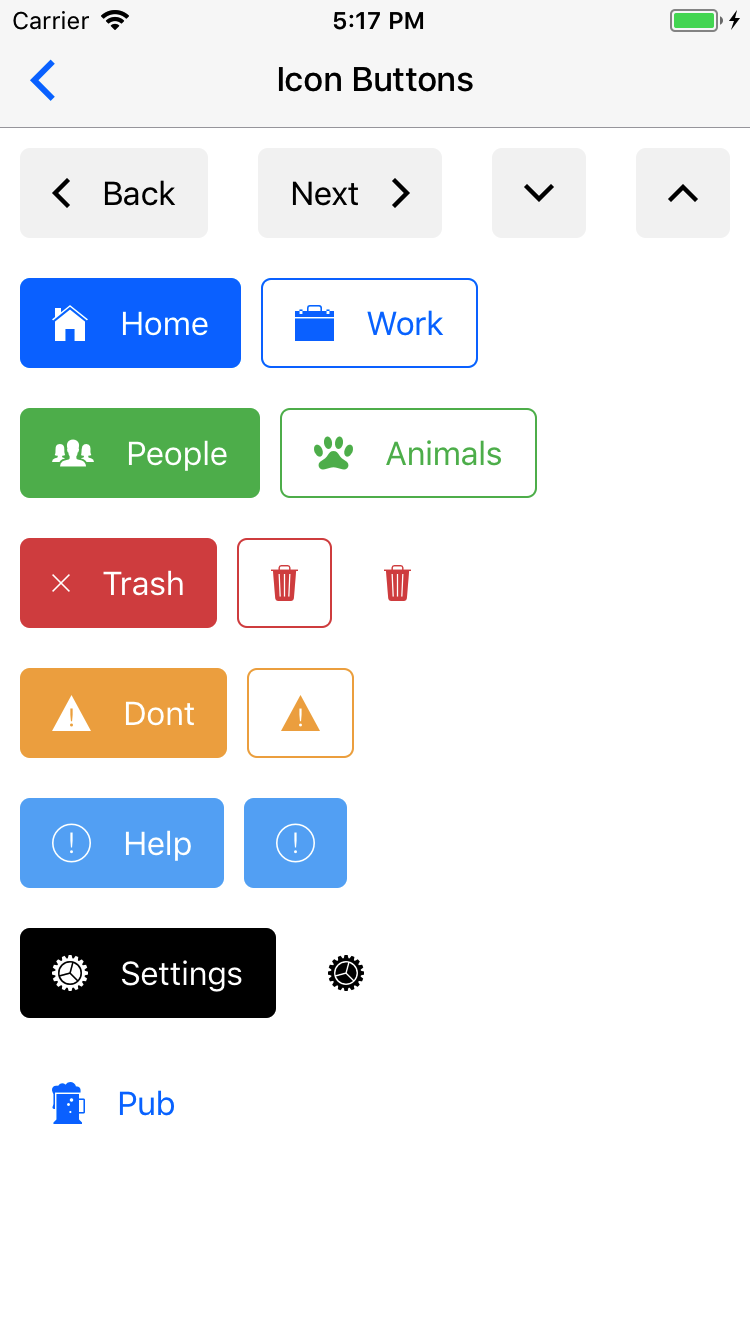 Carrier 5:17 PM
Icon Buttons
Back Next
Home Work
People Animals
Trash
Dont
Help
Settings
Pub